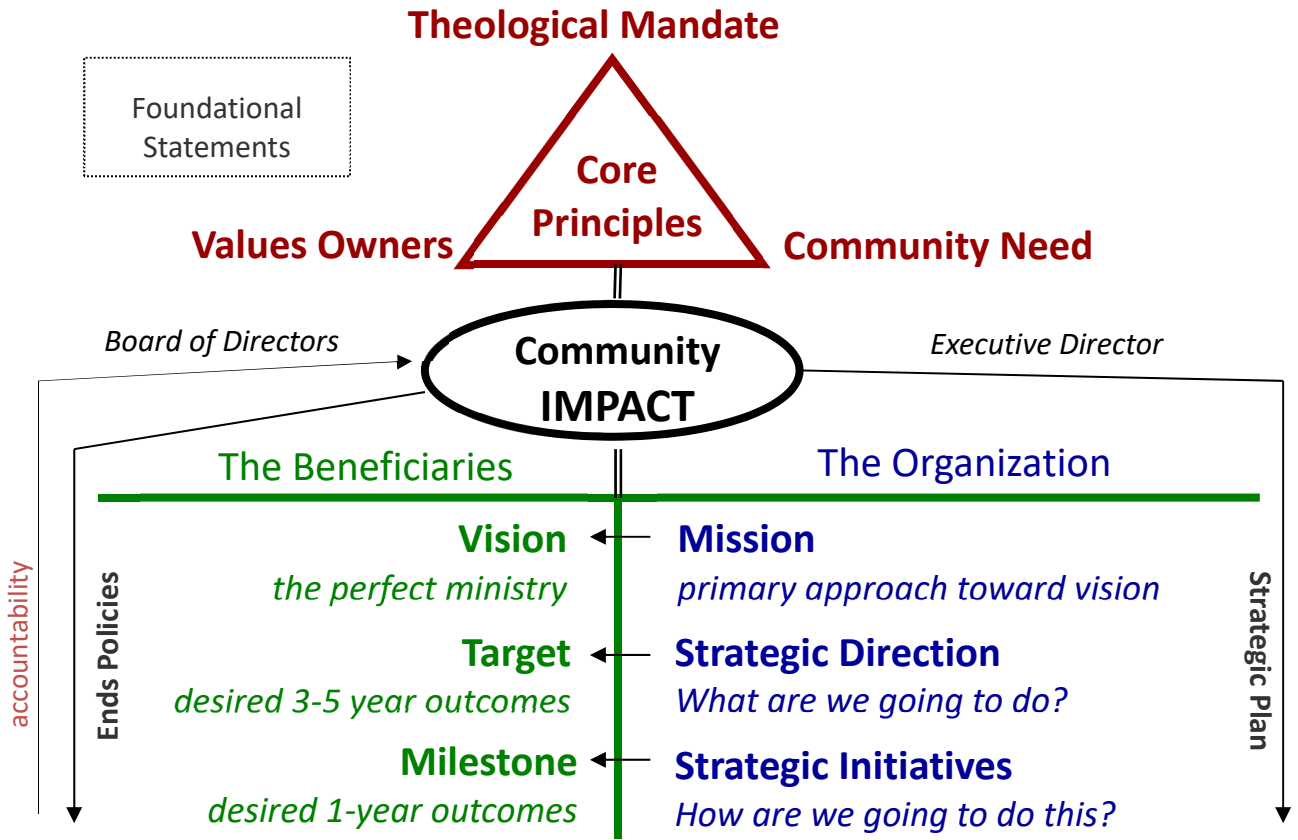 Theological Mandate
Foundational
Statements
Core
Principles
Values Owners
Community Need
Board of Directors
Executive Director
Community
IMPACT
The Beneficiaries
The Organization
Vision
Mission
the perfect ministry
primary approach toward vision
Target
Strategic Direction
desired 3-5 year outcomes
What are we going to do?
Milestone
Strategic Initiatives
desired 1-year outcomes
How are we going to do this?
accountability
Ends Policies
Strategic Plan